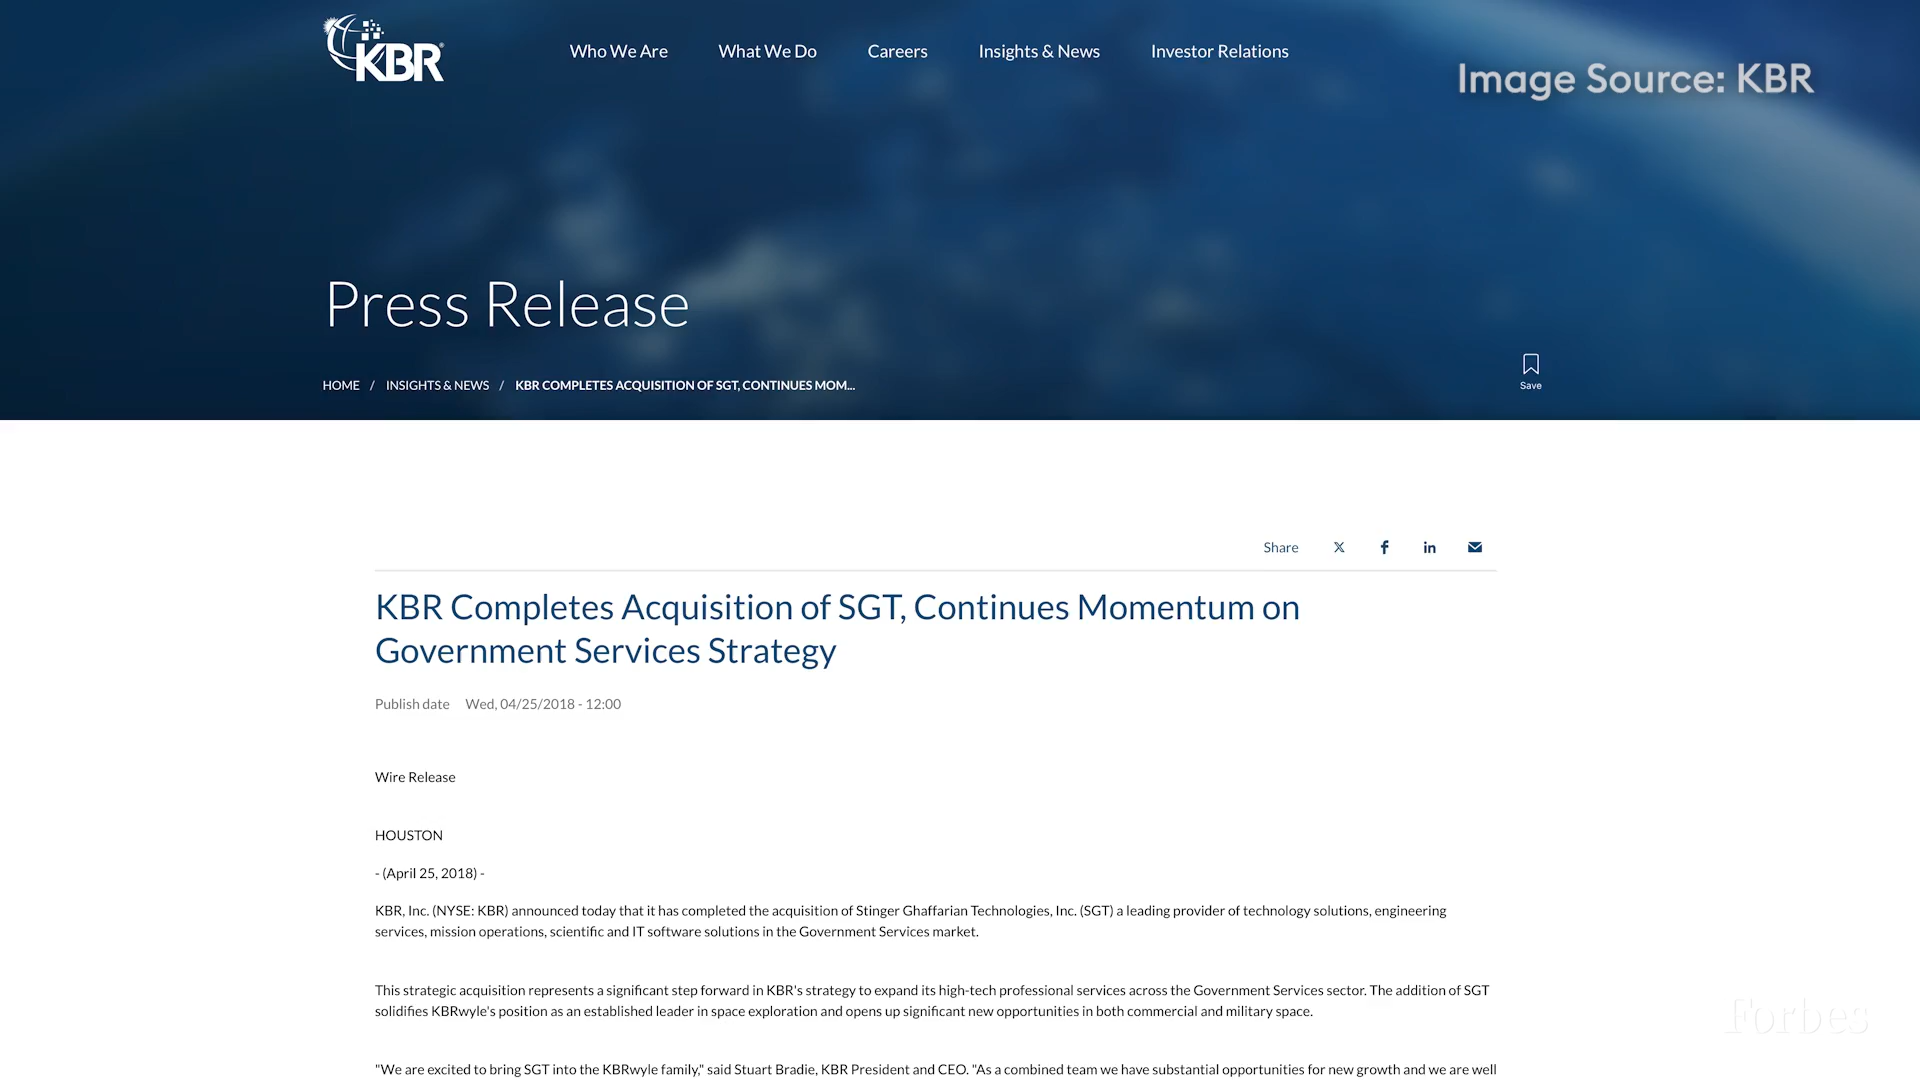 KBR
Who We Are
What We Do
Careers
Insights & News
Investor Relations
Image Source: KBR
Press Release
HOME / INSIGHTS & NEWS / KBR COMPLETES ACQUISITION OF SGT, CONTINUES MOM...
Save
Share
KBR Completes Acquisition of SGT, Continues Momentum on
Government Services Strategy
Publish date Wed, 04/25/2018 - 12:00
Wire Release
HOUSTON
- (April 25, 2018) -
KBR, Inc. (NYSE: KBR) announced today that it has completed the acquisition of Stinger Ghaffarian Technologies, Inc. (SGT) a leading provider of technology solutions, engineering
services, mission operations, scientific and IT software solutions in the Government Services market.
This strategic acquisition represents a significant step forward in KBR's strategy to expand its high-tech professional services across the Government Services sector. The addition of SGT
solidifies KBRwyle's position as an established leader in space exploration and opens up significant new opportunities in both commercial and military space.
Forbes
"We are excited to bring SGT into the KBRwyle family," said Stuart Bradie, KBR President and CEO. "As a combined team we have substantial opportunities for new growth and we are well